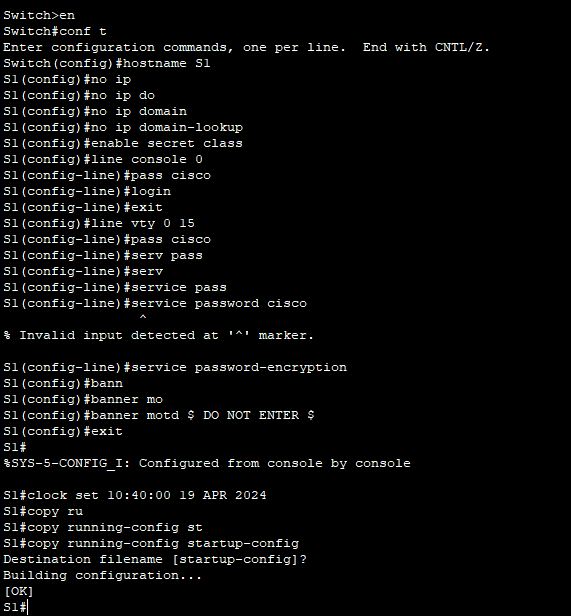 Switch>en
Switch#conf t
Enter configuration commands, one per line.  End with CNTL/Z.
Switch(config)#hostname S1
S1(config)#no ip
S1(config)#no ip do
S1(config)#no ip domain
S1(config)#no ip domain-lookup
S1(config)#enable secret class
S1(config)#line console 0
S1(config-line)#pass cisco
S1(config-line)#login
S1(config-line)#exit
S1(config)#line vty 0 15
S1(config-line)#pass cisco
S1(config-line)#serv pass
S1(config-line)#serv
S1(config-line)#service pass
S1(config-line)#service password cisco
^
% Invalid input detected at '^' marker.
S1(config-line)#service password-encryption
S1(config)#bann
S1(config)#banner mo
S1(config)#banner motd $ DO NOT ENTER $
S1(config)#exit
S1#
%SYS-5-CONFIG_I: Configured from console by console
S1#clock set 10:40:00 19 APR 2024
S1#copy ru
S1#copy running-config st
S1#copy running-config startup-config
Destination filename [startup-config]?
Building configuration...
[OK]
S1#